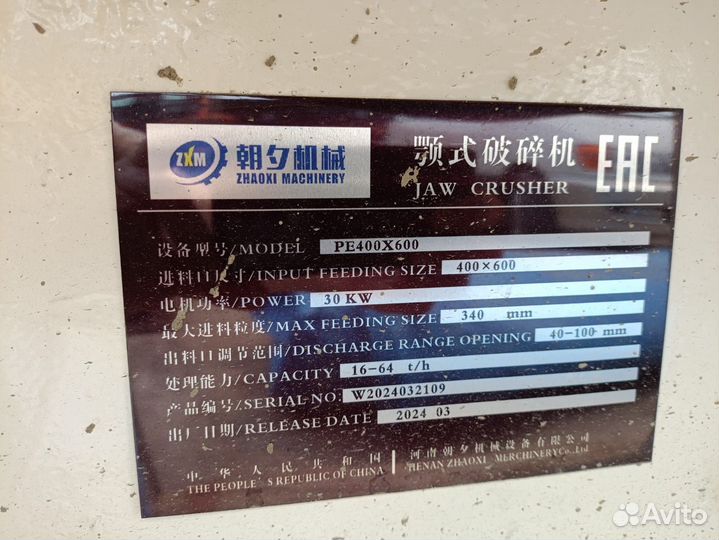 ZXM 朝夕机械
ZHAOXI MACHINERY
颚式破碎机
JAW CRUSHER
EAC
设备型号/MODEL PE400X600
进料口尺寸/INPUT FEEDING SIZE 400×600
电机功率/POWER 30 KW
最大进料粒度/MAX FEEDING SIZE 340 mm
出料口调节范围/DISCHARGE RANGE OPENING 40-100 mm
处理能力/CAPACITY 16-64 t/h
产品编号/SERIAL NO. W2024032109
出厂日期/RELEASE DATE 2024 03
中华人民共和国
THE PEOPLE'S REPUBLIC OF CHINA
河南朝夕机械设备有限公司
HENAN ZHAOXI MERCHINERY Co.,Ltd
Avito